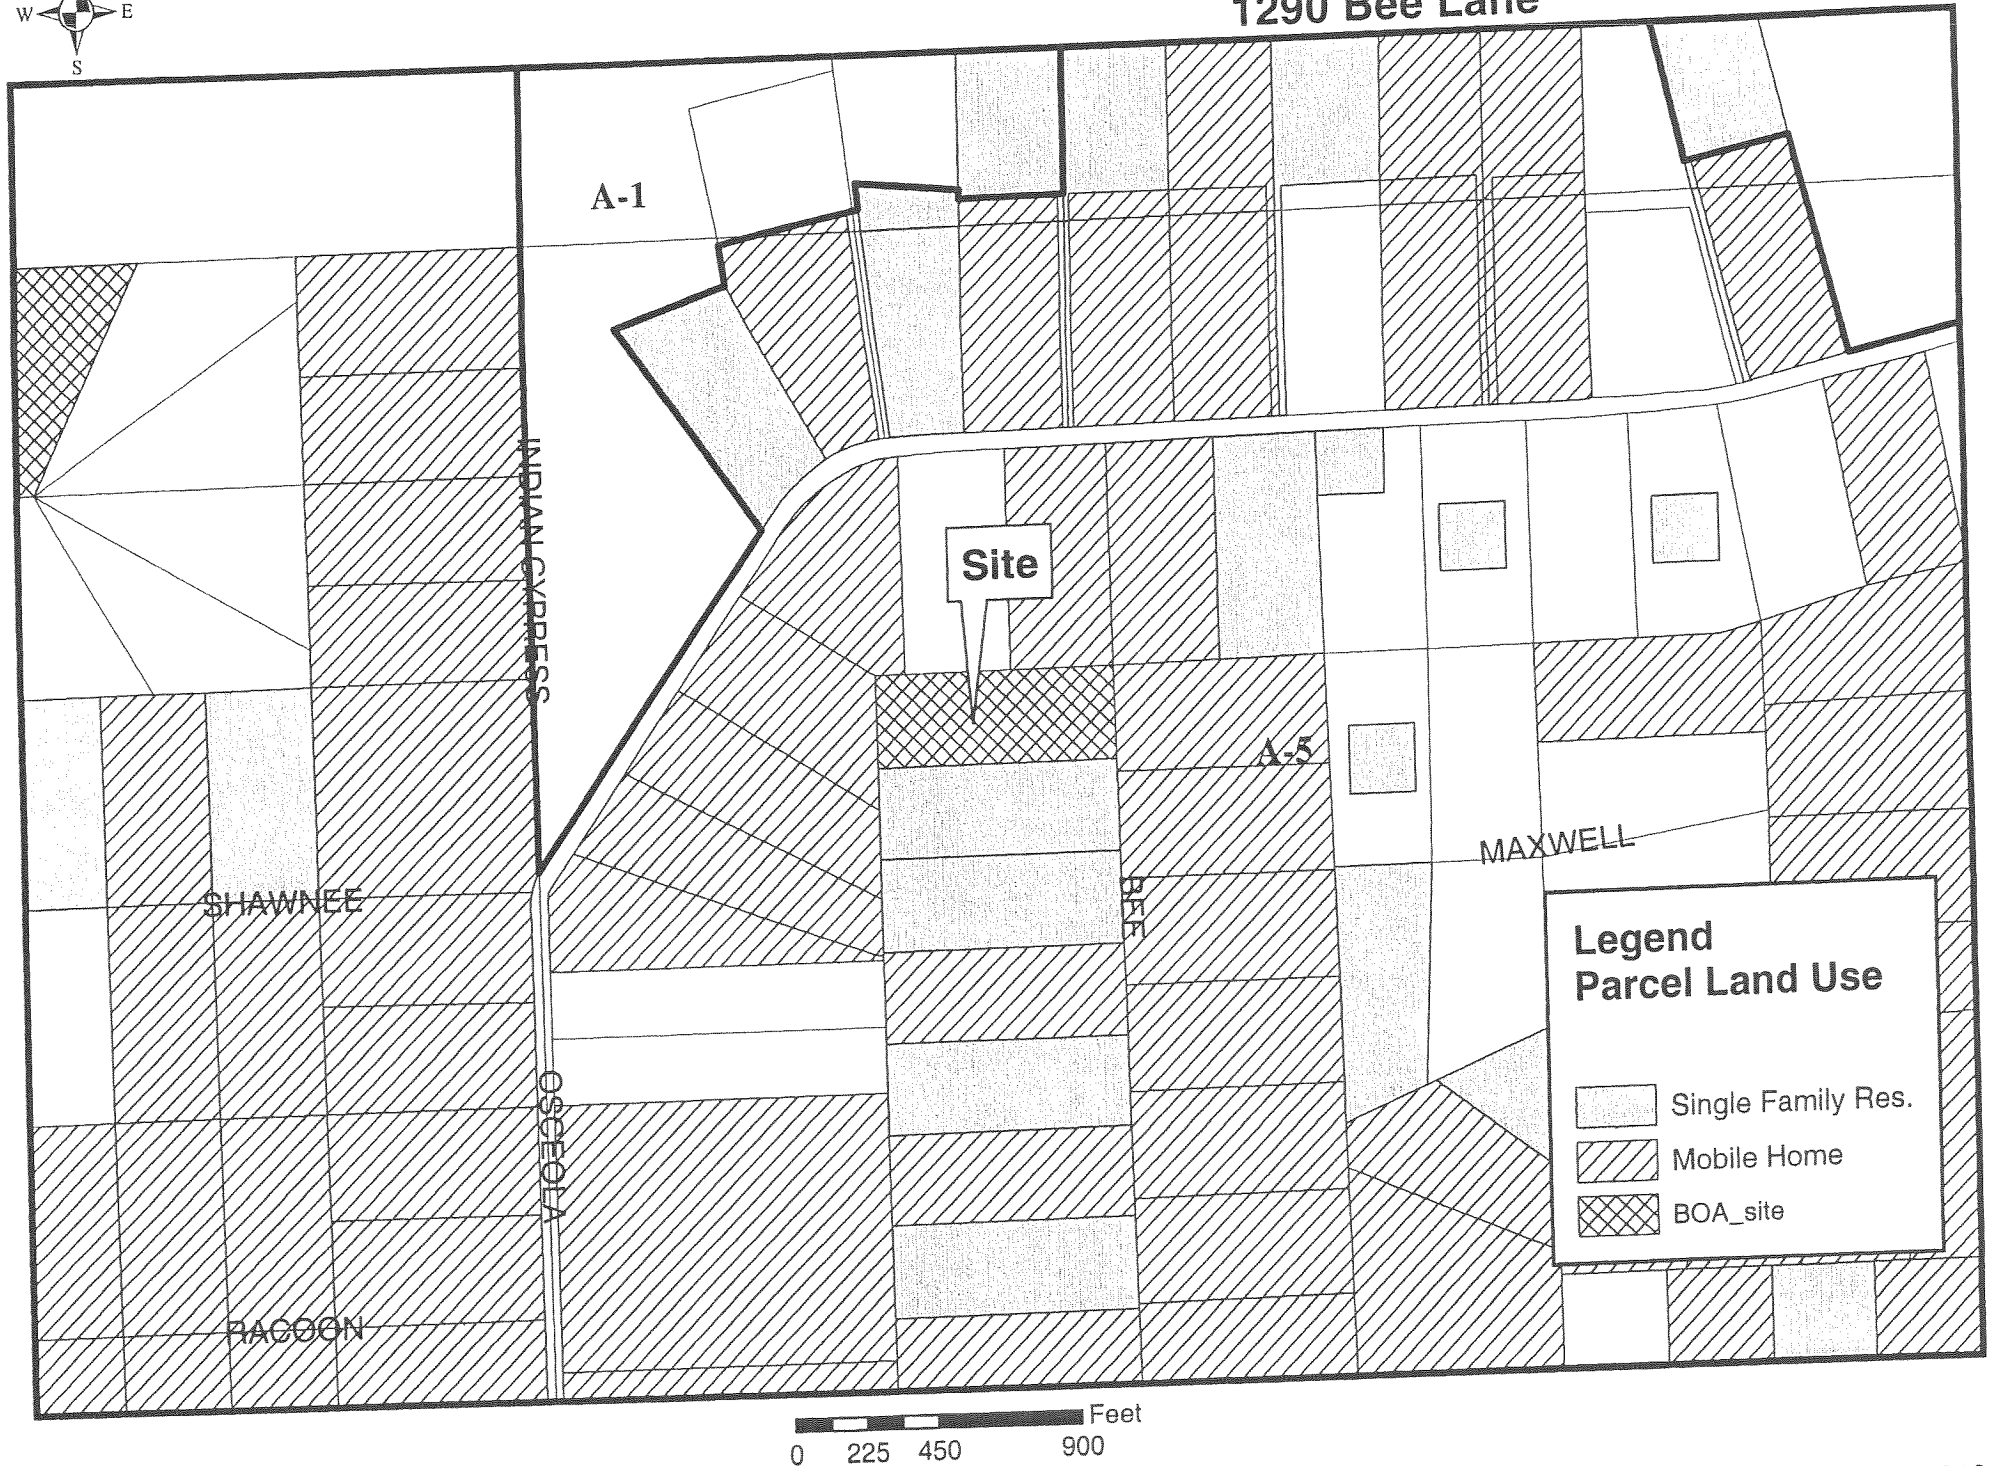 1290 Bee Lane
W E
S
A-1
INDIAN CYPRESS
Site
A-5
MAXWELL
SHAWNEE
BEE
Legend
Parcel Land Use
Single Family Res.
Mobile Home
BOA_site
OSCEOLA
RACOON
Feet
0 225 450 900